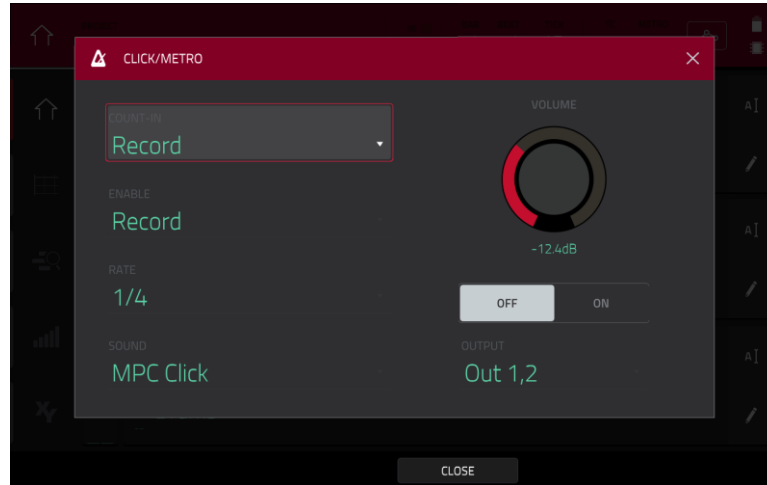 CLICK/METRO
COUNT-IN
Record
ENABLE
Record
RATE
1/4
SOUND
MPC Click
VOLUME
-12.4dB
OFF ON
OUTPUT
Out 1,2
CLOSE